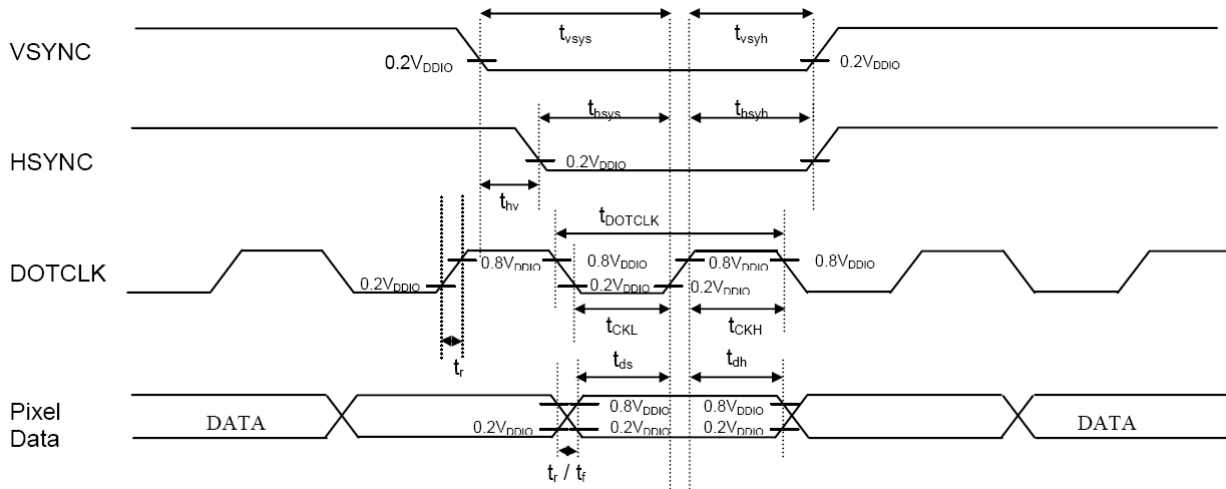 t_vsys t_vsyh
VSYNC
0.2V_DDIO 0.2V_DDIO
t_hsys t_hsyh
HSYNC
0.2V_DDIO
t_hv
t_DOTCLK
DOTCLK
0.8V_DDIO 0.8V_DDIO 0.8V_DDIO 0.8V_DDIO
0.2V_DDIO 0.2V_DDIO 0.2V_DDIO
t_CKL t_CKH
t_r
t_ds t_dh
Pixel
Data
DATA
0.8V_DDIO 0.8V_DDIO
DATA
0.2V_DDIO 0.2V_DDIO 0.2V_DDIO
t_r / t_f